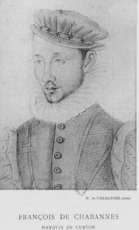 FRANÇOIS DE CHABANNES
MARQUIS DE CURTON